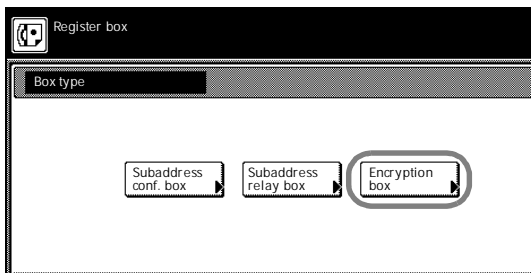 Register box
Box type
Subaddress
conf. box
Subaddress
relay box
Encryption
box